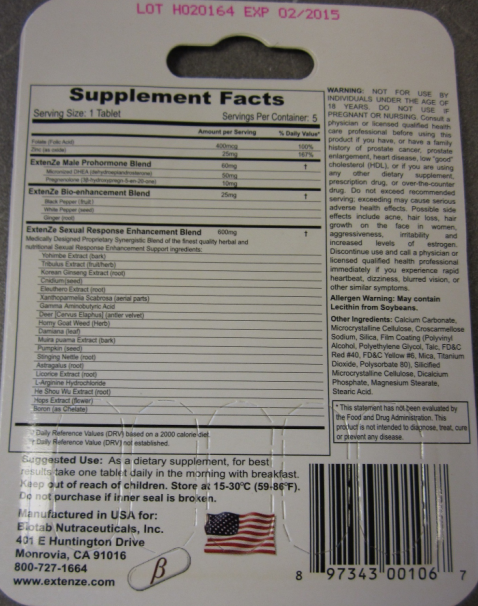 LOT H020164 EXP 02/2015
Supplement Facts
Serving Size: 1 Tablet Servings Per Container: 5
Amount per Serving % Daily Value*
Folate (Folic Acid) 400mcg 100%
Zinc (as oxide) 25mg 167%
ExtenZe Male Prohormone Blend 60mg †
Micronized DHEA (dehydroepiandrosterone) 50mg
Pregnenolone (3B-hydroxypregn-5-en-20-one) 10mg
ExtenZe Bio-enhancement Blend 25mg †
Black Pepper (fruit)
White Pepper (seed)
Ginger (root)
ExtenZe Sexual Response Enhancement Blend 600mg †
Medically Designed Proprietary Synergistic Blend of the finest quality herbal and
nutritional Sexual Response Enhancement Support ingredients:
Yohimbe Extract (bark)
Tribulus Extract (fruit/herb)
Korean Ginseng Extract (root)
Cnidium(seed)
Eleuthero Extract (root)
Xanthoparmelia Scabrosa (aerial parts)
Gamma Aminobutyric Acid
Deer [Cervus Elaphus] (antler velvet)
Horny Goat Weed (Herb)
Damiana (leaf)
Muira puama Extract (bark)
Pumpkin (seed)
Stinging Nettle (root)
Astragalus (root)
Licorice Extract (root)
L-Arginine Hydrochloride
He Shou Wu Extract (root)
Hops Extract (flower)
Boron (as Chelate)
* Daily Reference Values (DRV) based on a 2000 calorie diet.
† Daily Reference Value (DRV) not established.
Suggested Use: As a dietary supplement, for best
results take one tablet daily in the morning with breakfast.
Keep out of reach of children. Store at 15-30°C (59-86°F).
Do not purchase if inner seal is broken.
Manufactured in USA for:
Biotab Nutraceuticals, Inc.
401 E Huntington Drive
Monrovia, CA 91016
800-727-1664
www.extenze.com
β
WARNING: NOT FOR USE BY
INDIVIDUALS UNDER THE AGE OF
18 YEARS. DO NOT USE IF
PREGNANT OR NURSING. Consult a
physician or licensed qualified health
care professional before using this
product if you have, or have a family
history of prostate cancer, prostate
enlargement, heart disease, low "good"
cholesterol (HDL), or if you are using
any other dietary supplement,
prescription drug, or over-the-counter
drug. Do not exceed recommended
serving; exceeding may cause serious
adverse health effects. Possible side
effects include acne, hair loss, hair
growth on the face in women,
aggressiveness, irritability and
increased levels of estrogen.
Discontinue use and call a physician or
licensed qualified health professional
immediately if you experience rapid
heartbeat, dizziness, blurred vision, or
other similar symptoms.
Allergen Warning: May contain
Lecithin from Soybeans.
Other Ingredients: Calcium Carbonate,
Microcrystalline Cellulose, Croscarmellose
Sodium, Silica, Film Coating (Polyvinyl
Alcohol, Polyethylene Glycol, Talc, FD&C
Red #40, FD&C Yellow #6, Mica, Titanium
Dioxide, Polysorbate 80), Silicified
Microcrystalline Cellulose, Dicalcium
Phosphate, Magnesium Stearate,
Stearic Acid.
* This statement has not been evaluated by
the Food and Drug Administration. This
product is not intended to diagnose, treat, cure
or prevent any disease.
8 97343 00106 7